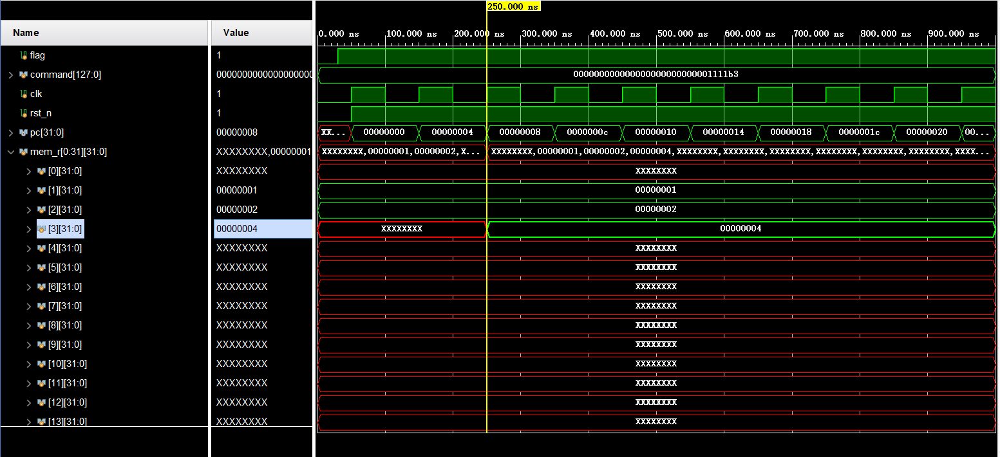 250.000 ns
Name Value 0.000 ns 100.000 ns 200.000 ns 300.000 ns 400.000 ns 500.000 ns 600.000 ns 700.000 ns 800.000 ns 900.000 ns
flag 1
command[127:0] 0000000000000000000 000000000000000000000000001111b3
clk 1
rst_n 1
pc[31:0] 00000008 XX... 00000000 00000004 00000008 0000000c 00000010 00000014 00000018 0000001c 00000020 00...
mem_r[0:31][31:0] XXXXXXXX,00000001 XXXXXXXX,00000001,00000002,X... XXXXXXXX,00000001,00000002,00000004,XXXXXXXX,XXXXXXXX,XXXXXXXX,XXXXXXXX,XXXXXXXX,XXXXXXXX,XXXX...
[0][31:0] XXXXXXXX XXXXXXXX
[1][31:0] 00000001 00000001
[2][31:0] 00000002 00000002
[3][31:0] 00000004 XXXXXXXX 00000004
[4][31:0] XXXXXXXX XXXXXXXX
[5][31:0] XXXXXXXX XXXXXXXX
[6][31:0] XXXXXXXX XXXXXXXX
[7][31:0] XXXXXXXX XXXXXXXX
[8][31:0] XXXXXXXX XXXXXXXX
[9][31:0] XXXXXXXX XXXXXXXX
[10][31:0] XXXXXXXX XXXXXXXX
[11][31:0] XXXXXXXX XXXXXXXX
[12][31:0] XXXXXXXX XXXXXXXX
[13][31:0] XXXXXXXX XXXXXXXX